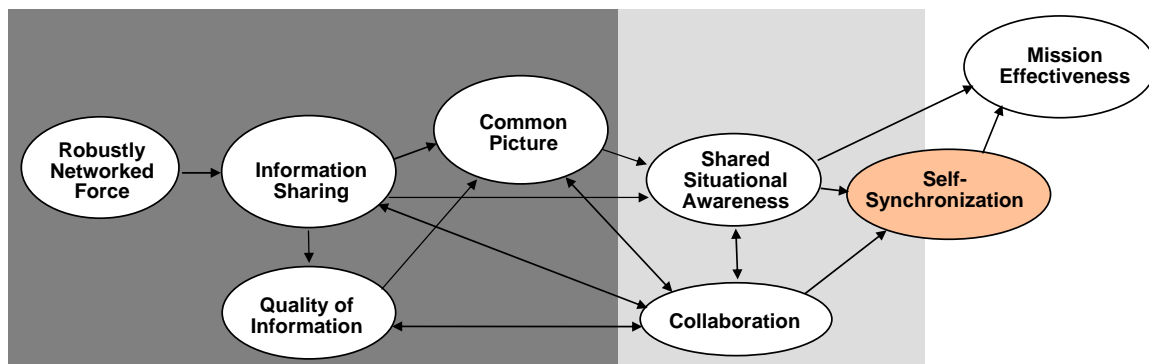 Robustly
Networked
Force
Information
Sharing
Quality of
Information
Common
Picture
Shared
Situational
Awareness
Collaboration
Self-
Synchronization
Mission
Effectiveness